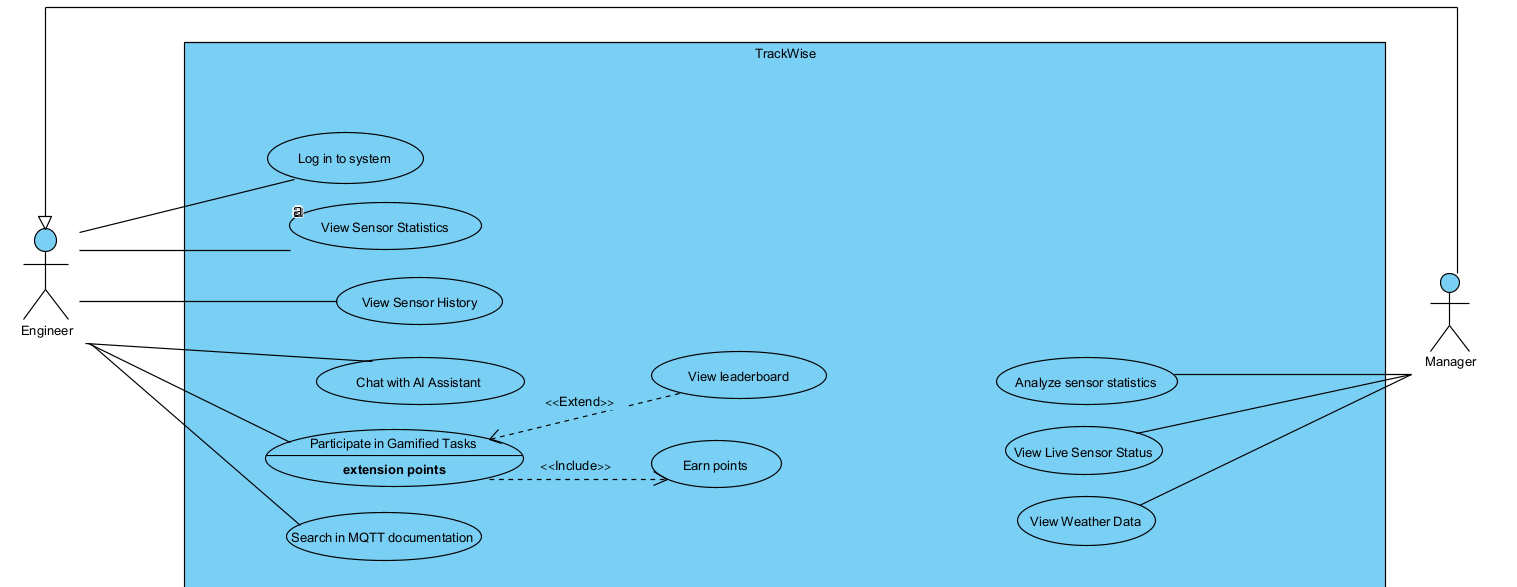 TrackWise
Log in to system
a
View Sensor Statistics
View Sensor History
Engineer
Manager
Chat with AI Assistant
View leaderboard
Analyze sensor statistics
<<Extend>>
Participate in Gamified Tasks
extension points
<<Include>>
Earn points
View Live Sensor Status
View Weather Data
Search in MQTT documentation